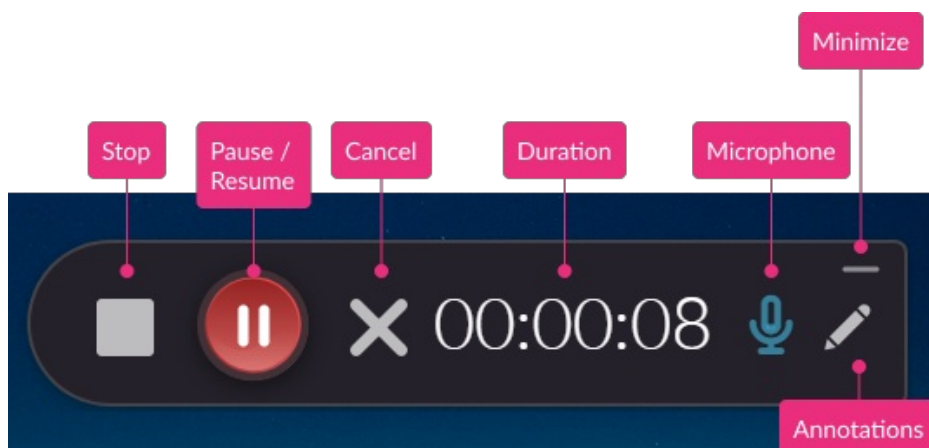 Minimize
Stop
Pause /
Resume
Cancel
Duration
Microphone
00:00:08
Annotations